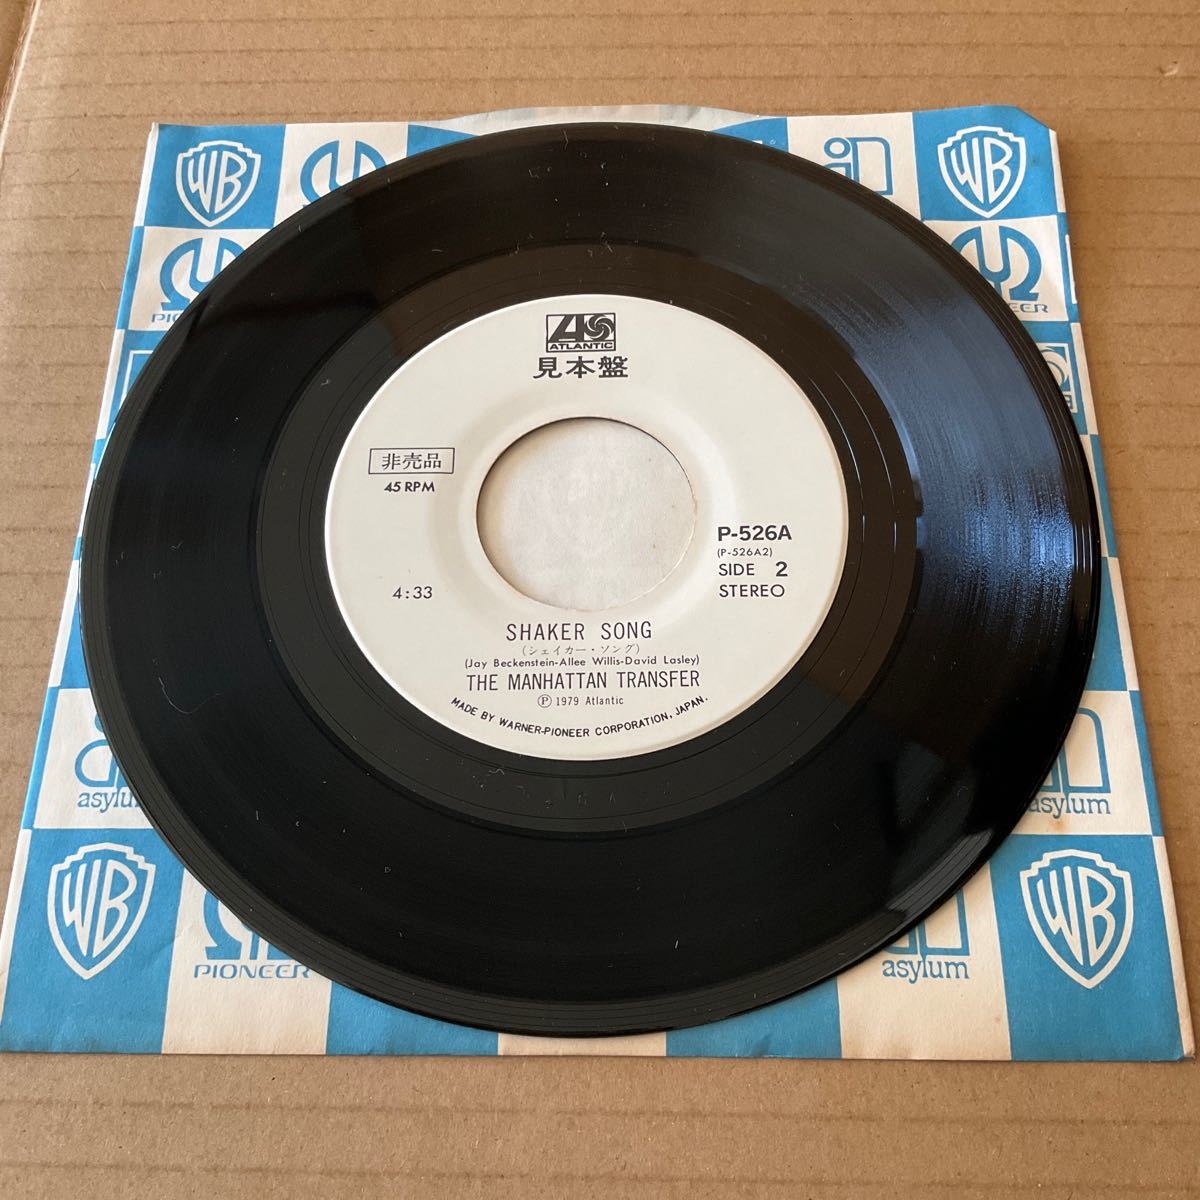 WB
WB
PIONEER
ATLANTIC
見本盤
非売品
45 RPM
P-526A
(P-526A2)
SIDE 2
STEREO
4:33
SHAKER SONG
(シェイカー・ソング)
(Jay Beckenstein-Allee Willis-David Lasley)
THE MANHATTAN TRANSFER
Ⓟ 1979 Atlantic
MADE BY WARNER-PIONEER CORPORATION, JAPAN.
asylum
WB
WB
PIONEER
asylum